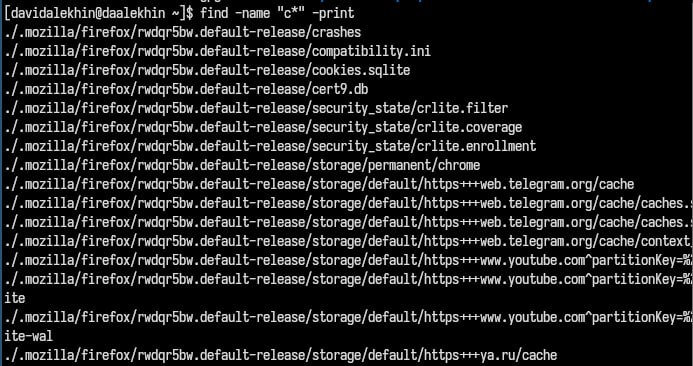 [davidalekhin@daalekhin ~]$ find -name "c*" -print
./.mozilla/firefox/rwdqr5bw.default-release/crashes
./.mozilla/firefox/rwdqr5bw.default-release/compatibility.ini
./.mozilla/firefox/rwdqr5bw.default-release/cookies.sqlite
./.mozilla/firefox/rwdqr5bw.default-release/cert9.db
./.mozilla/firefox/rwdqr5bw.default-release/security_state/crlite.filter
./.mozilla/firefox/rwdqr5bw.default-release/security_state/crlite.coverage
./.mozilla/firefox/rwdqr5bw.default-release/security_state/crlite.enrollment
./.mozilla/firefox/rwdqr5bw.default-release/storage/permanent/chrome
./.mozilla/firefox/rwdqr5bw.default-release/storage/default/https+++web.telegram.org/cache
./.mozilla/firefox/rwdqr5bw.default-release/storage/default/https+++web.telegram.org/cache/caches.s
./.mozilla/firefox/rwdqr5bw.default-release/storage/default/https+++web.telegram.org/cache/caches.s
./.mozilla/firefox/rwdqr5bw.default-release/storage/default/https+++web.telegram.org/cache/context
./.mozilla/firefox/rwdqr5bw.default-release/storage/default/https+++www.youtube.com^partitionKey=%2
./.mozilla/firefox/rwdqr5bw.default-release/storage/default/https+++www.youtube.com^partitionKey=%2
ite
./.mozilla/firefox/rwdqr5bw.default-release/storage/default/https+++www.youtube.com^partitionKey=%2
ite-wal
./.mozilla/firefox/rwdqr5bw.default-release/storage/default/https+++ya.ru/cache